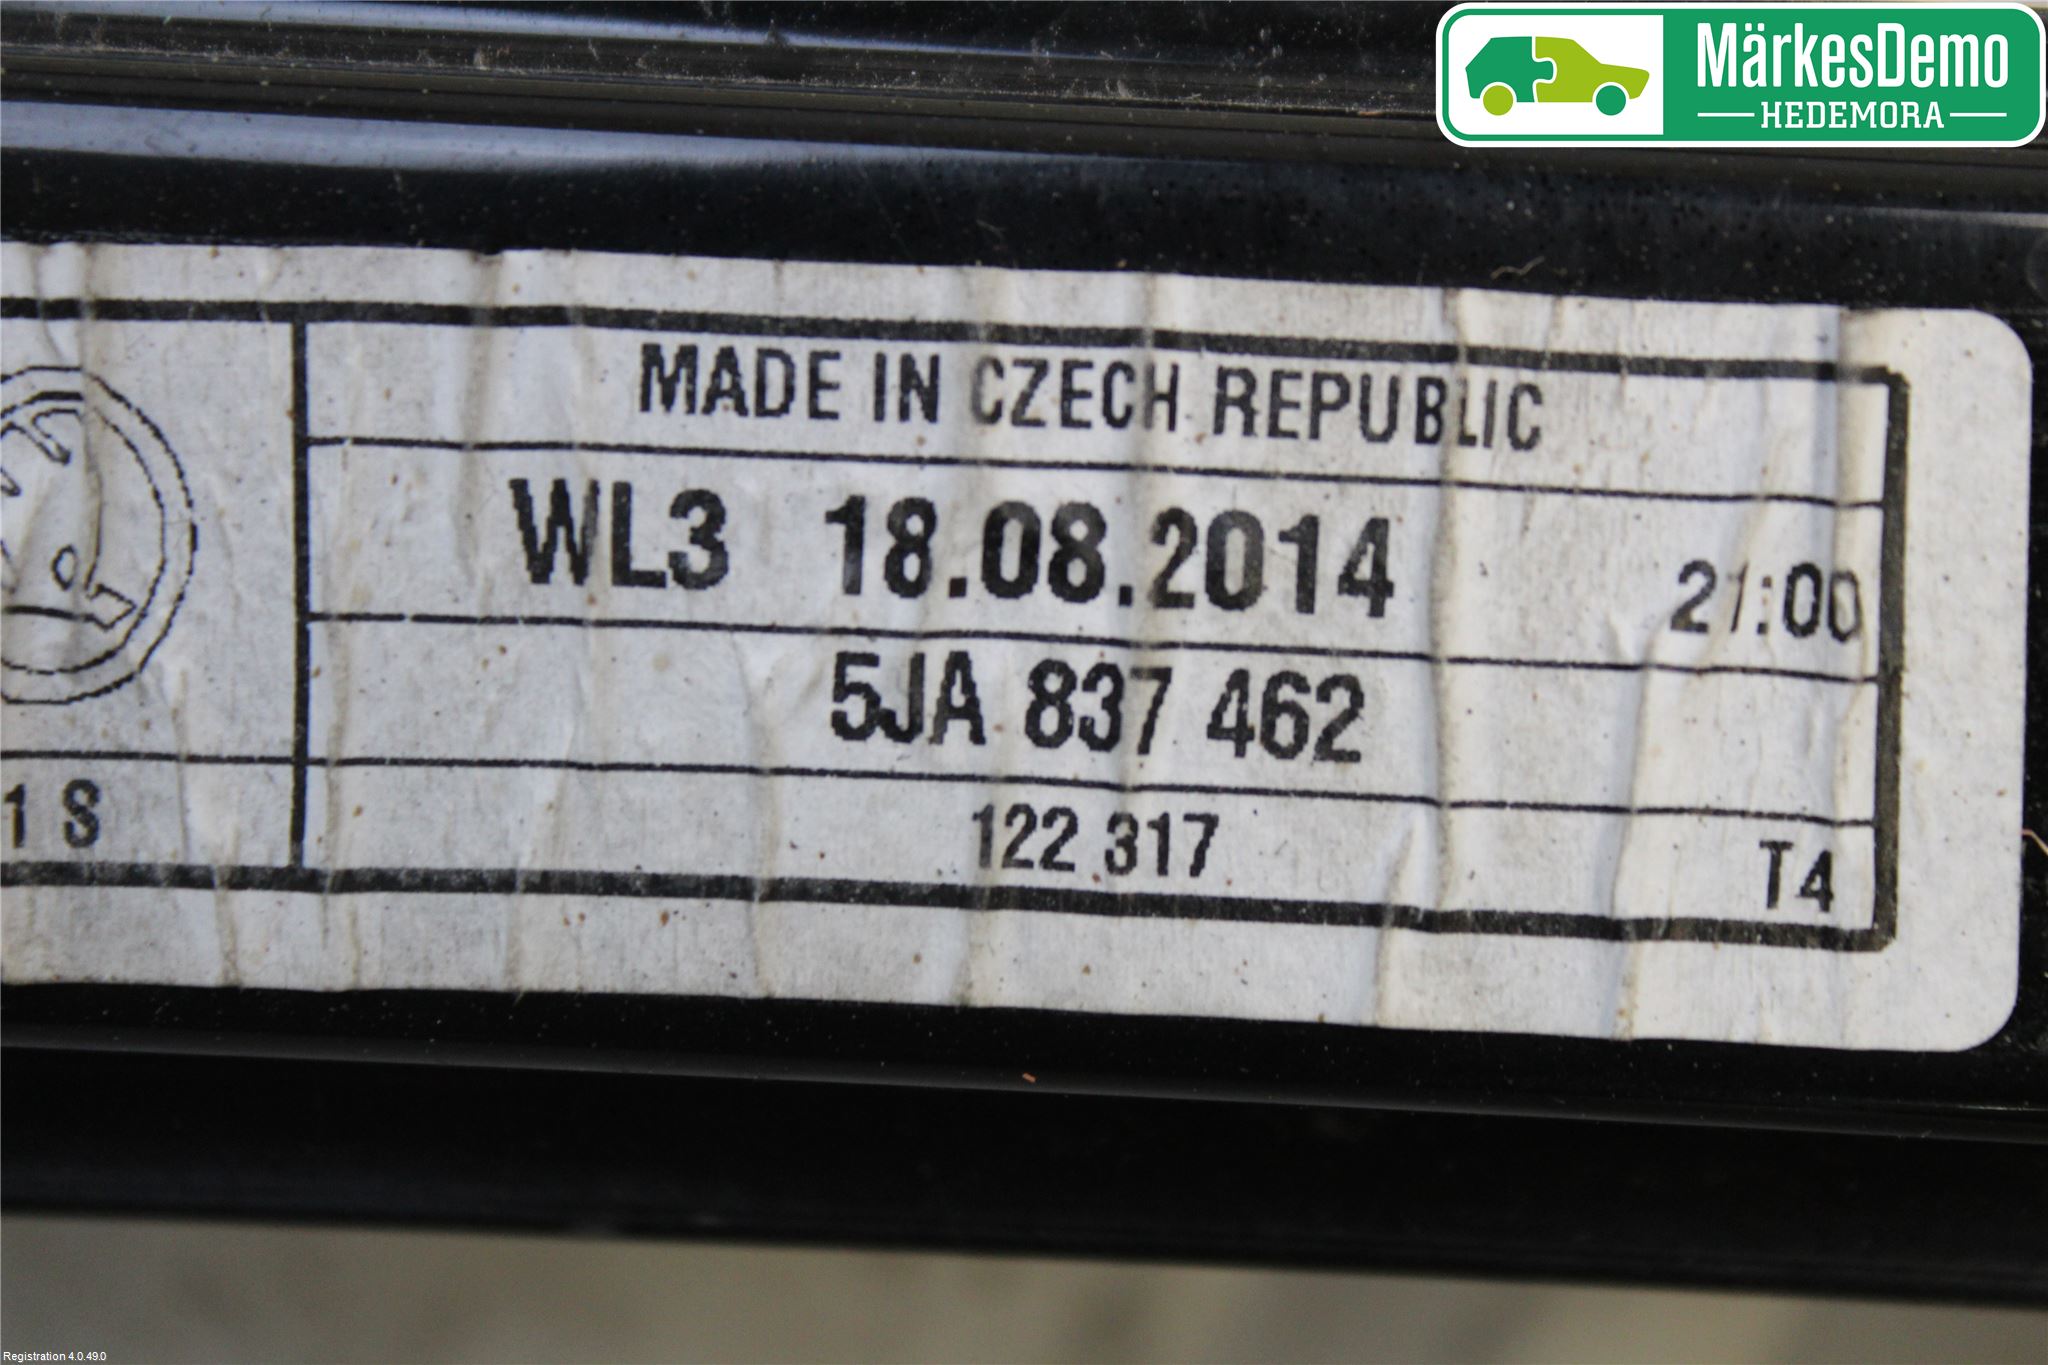 MärkesDemo
HEDEMORA
MADE IN CZECH REPUBLIC
WL3 18.08.2014 21:00
5JA 837 462
1 S
122 317
T4
Registration 4.0.49.0